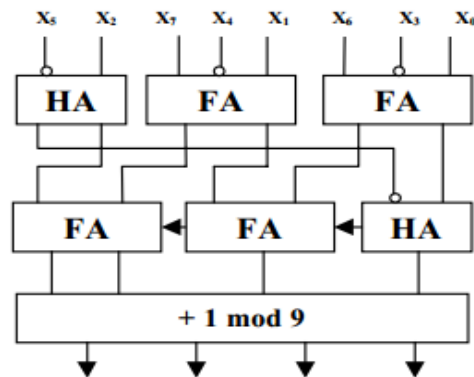 X₅ X₂ X₇ X₄ X₁ X₆ X₃ X₀
HA FA FA
FA FA HA
+ 1 mod 9